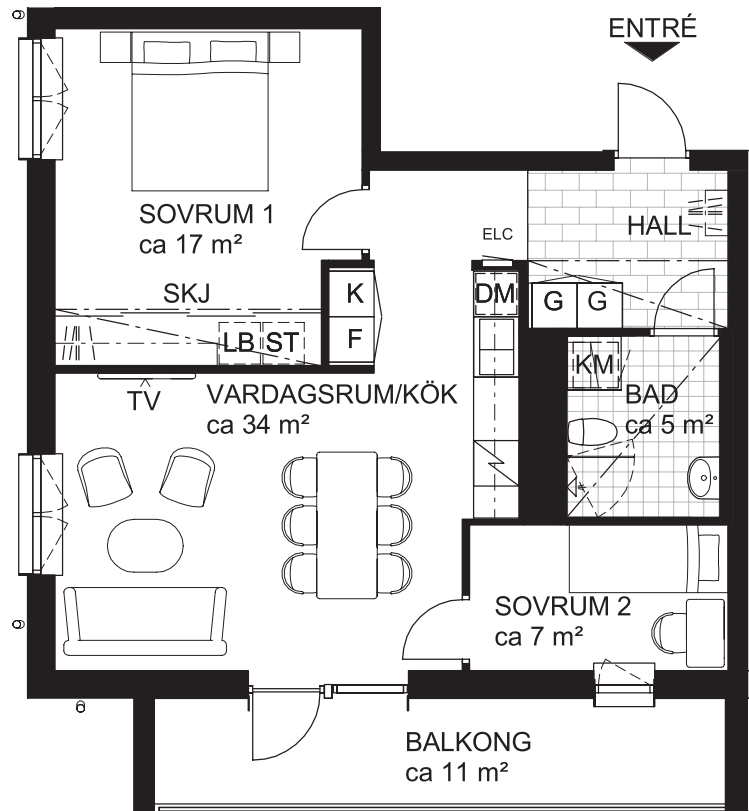 ENTRÉ
SOVRUM 1
ca 17 m²
HALL
ELC
SKJ
K
DM
G G
F
LB ST
KM
TV
VARDAGSRUM/KÖK
ca 34 m²
BAD
ca 5 m²
SOVRUM 2
ca 7 m²
BALKONG
ca 11 m²